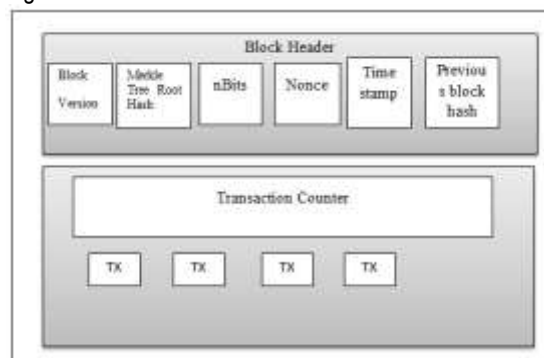 Block Header
Block
Version
Merkle
Tree Root
Hash
nBits
Nonce
Time
stamp
Previou
s block
hash
Transaction Counter
TX
TX
TX
TX